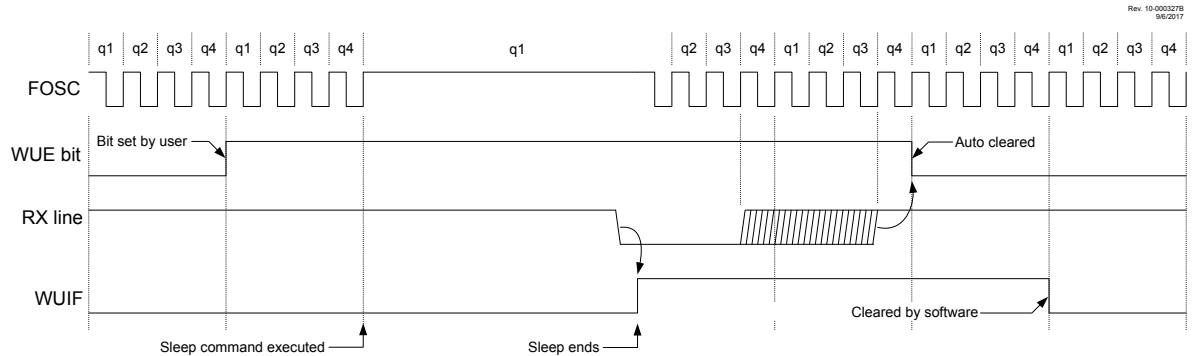 Rev. 10-000327B
9/6/2017
q1 q2 q3 q4 q1 q2 q3 q4 q1 q2 q3 q4 q1 q2 q3 q4 q1 q2 q3 q4 q1 q2 q3 q4
FOSC
Bit set by user
Auto cleared
WUE bit
RX line
WUIF
Cleared by software
Sleep command executed
Sleep ends